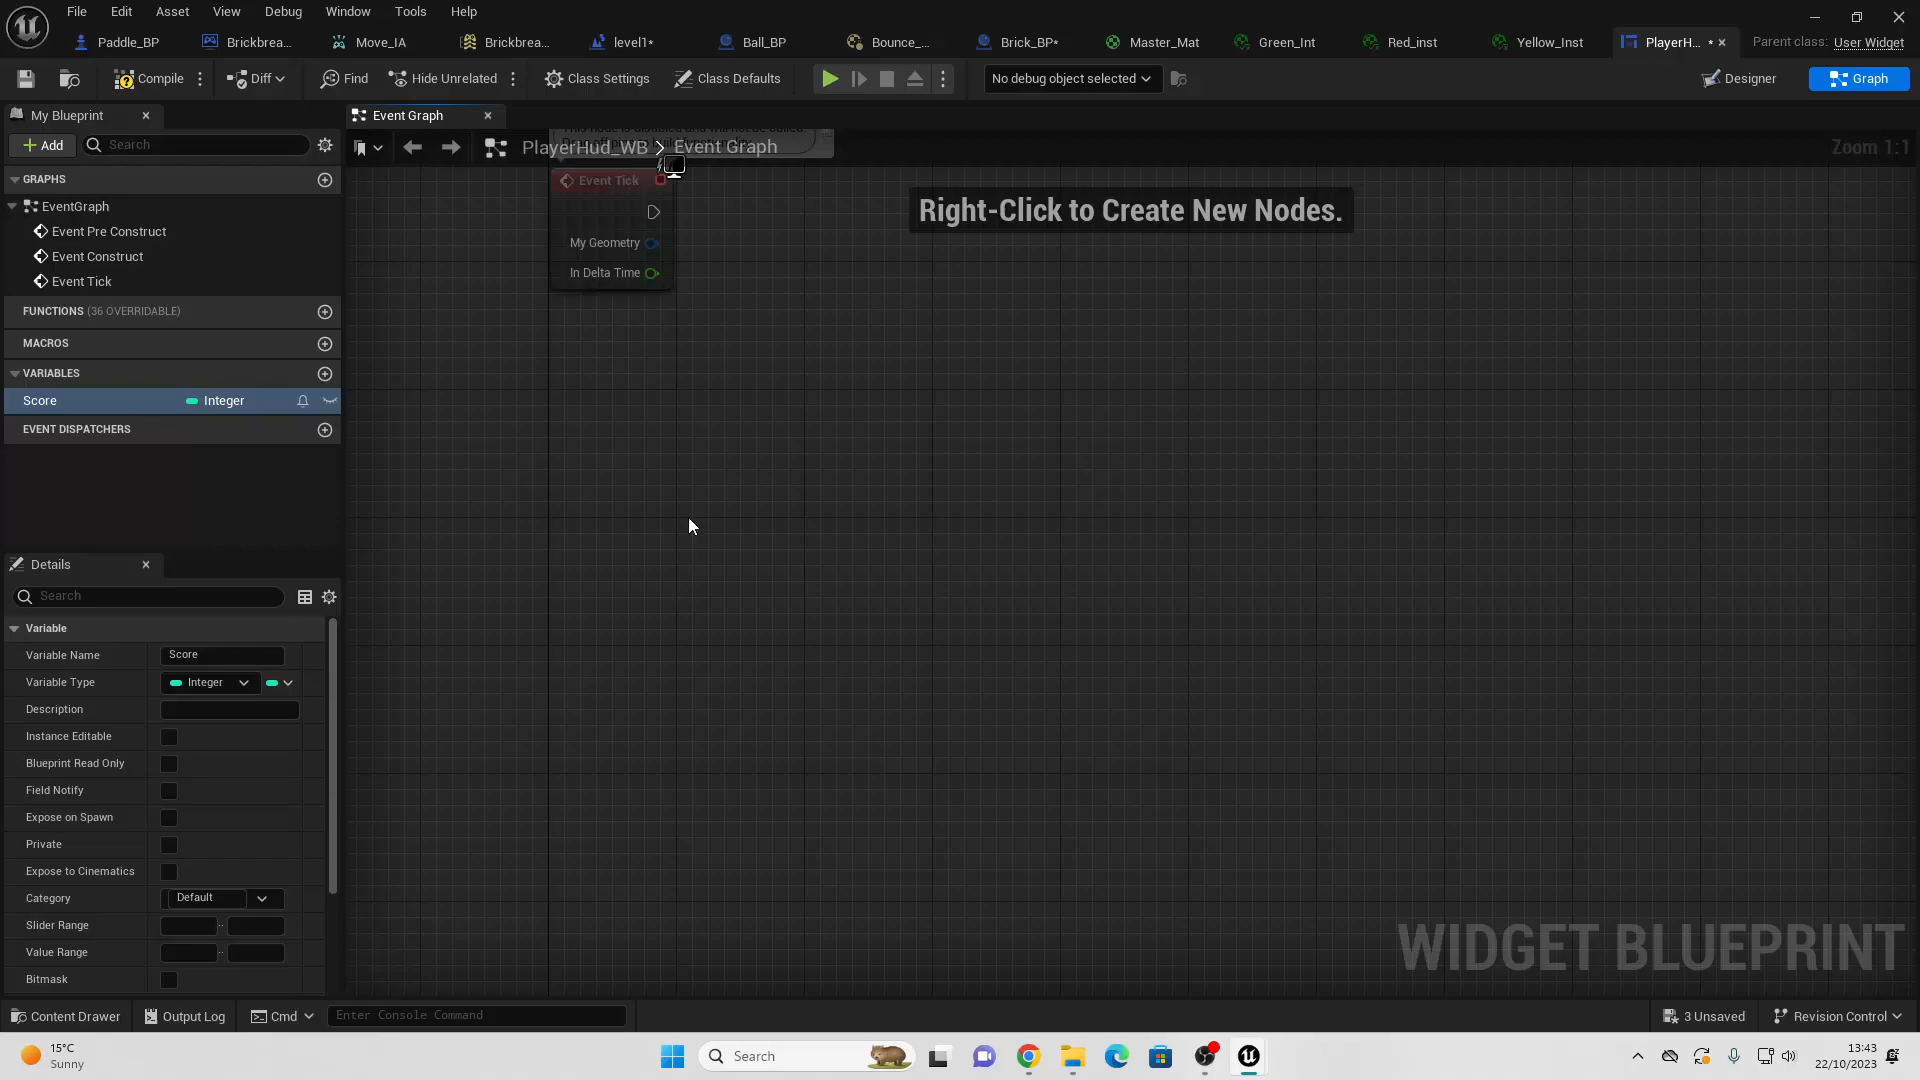 File Edit Asset View Debug Window Tools Help
Paddle_BP Brickbrea... Move_IA Brickbrea... level1* Ball_BP Bounce_... Brick_BP* Master_Mat Green_Int Red_inst Yellow_Inst PlayerH... * Parent class: User Widget
Compile Diff Find Hide Unrelated Class Settings Class Defaults No debug object selected Designer Graph
My Blueprint
Event Graph
Add Search
PlayerHud_WB > Event Graph
Zoom 1:1
GRAPHS
EventGraph
Event Pre Construct
Event Construct
Event Tick
FUNCTIONS (36 OVERRIDABLE)
MACROS
VARIABLES
Score Integer
EVENT DISPATCHERS
Event Tick
My Geometry
In Delta Time
Right-Click to Create New Nodes.
Details
Search
Variable
Variable Name Score
Variable Type Integer
Description
Instance Editable
Blueprint Read Only
Field Notify
Expose on Spawn
Private
Expose to Cinematics
Category Default
Slider Range
Value Range
Bitmask
WIDGET BLUEPRINT
Content Drawer Output Log Cmd Enter Console Command 3 Unsaved Revision Control
15°C
Sunny
Search
13:43
22/10/2023